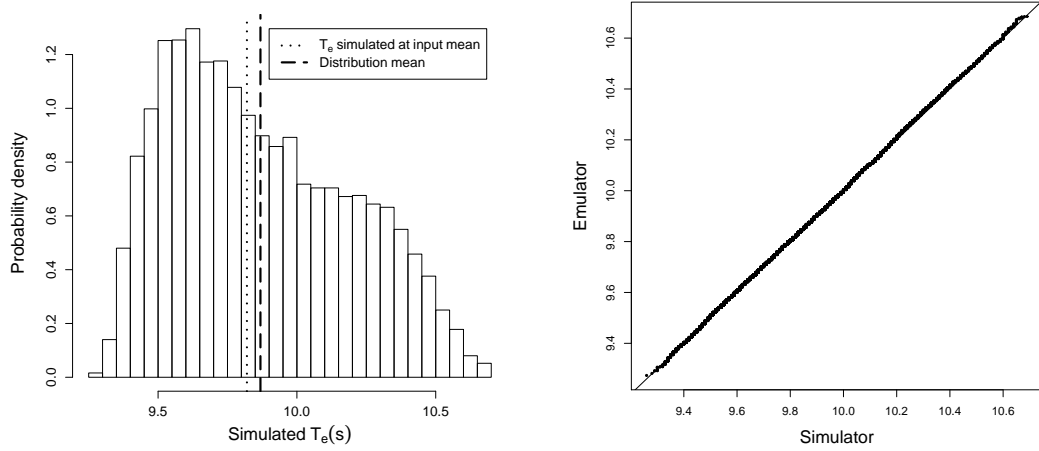 Probability density
0.0
0.2
0.4
0.6
0.8
1.0
1.2
Tₑ simulated at input mean
Distribution mean
9.5 10.0 10.5
Simulated Tₑ(s)
Emulator
9.4
9.6
9.8
10.0
10.2
10.4
10.6
9.4 9.6 9.8 10.0 10.2 10.4 10.6
Simulator